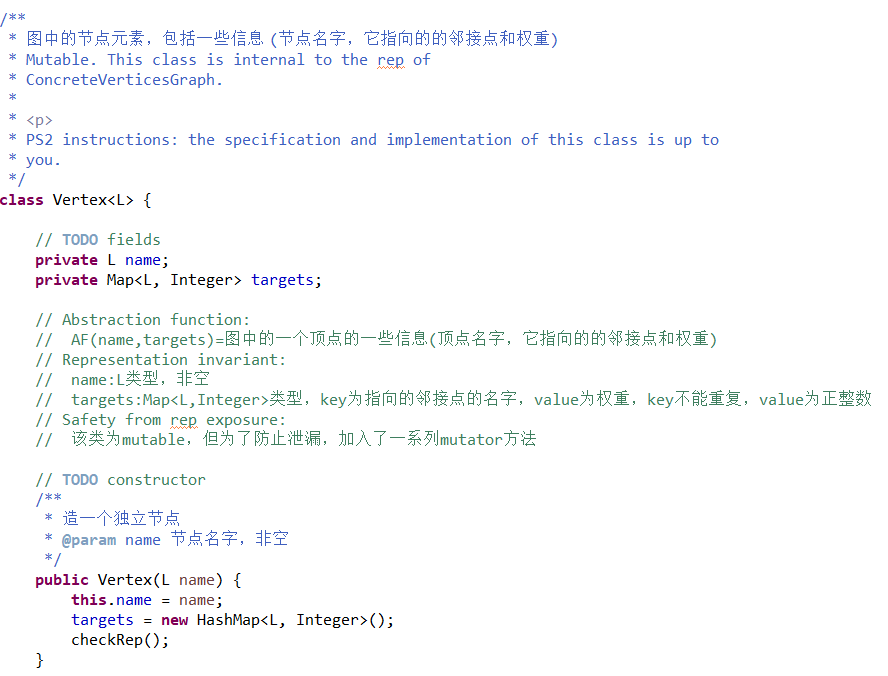 /**
 * 图中的节点元素，包括一些信息 (节点名字，它指向的的邻接点和权重)
 * Mutable. This class is internal to the rep of
 * ConcreteVerticesGraph.
 *
 * <p>
 * PS2 instructions: the specification and implementation of this class is up to
 * you.
 */
class Vertex<L> {
    // TODO fields
    private L name;
    private Map<L, Integer> targets;
    // Abstraction function:
    //  AF(name,targets)=图中的一个顶点的一些信息(顶点名字，它指向的的邻接点和权重)
    // Representation invariant:
    //  name:L类型，非空
    //  targets:Map<L,Integer>类型，key为指向的邻接点的名字，value为权重，key不能重复，value为正整数
    // Safety from rep exposure:
    //  该类为mutable，但为了防止泄漏，加入了一系列mutator方法
    // TODO constructor
    /**
     * 造一个独立节点
     * @param name 节点名字，非空
     */
    public Vertex(L name) {
        this.name = name;
        targets = new HashMap<L, Integer>();
        checkRep();
    }